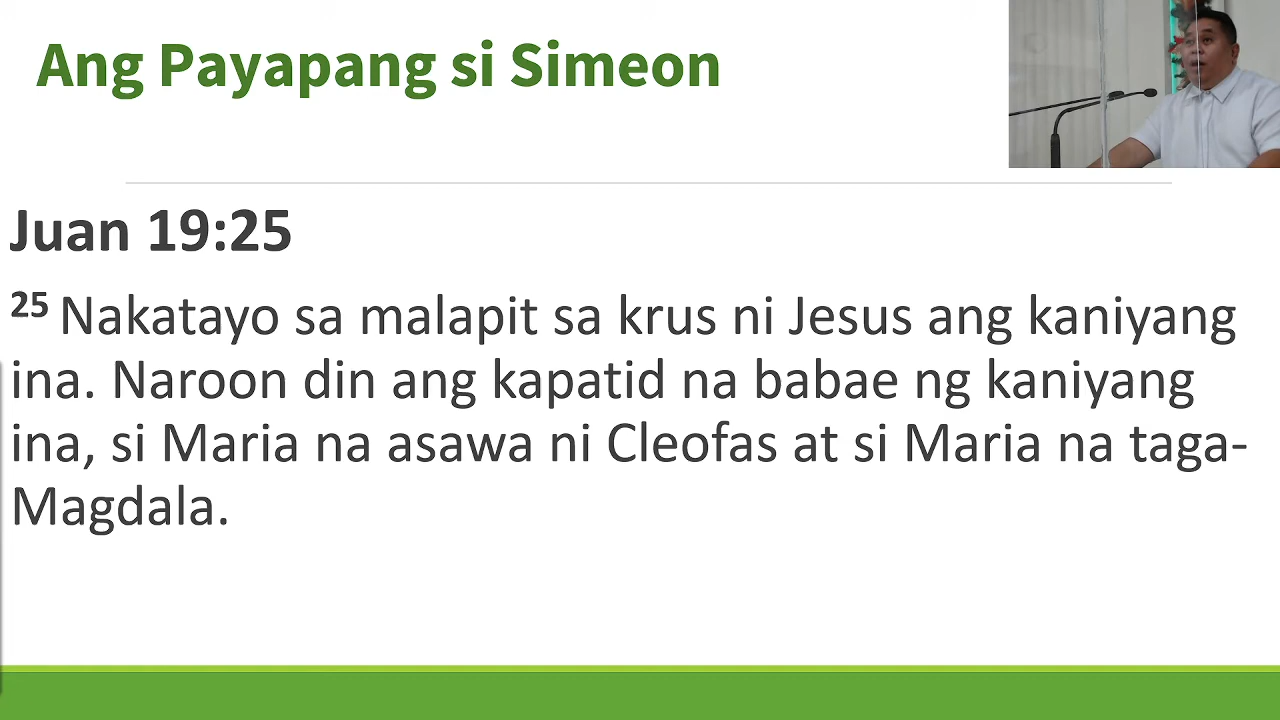 Ang Payapang si Simeon
Juan 19:25
25 Nakatayo sa malapit sa krus ni Jesus ang kaniyang
ina. Naroon din ang kapatid na babae ng kaniyang
ina, si Maria na asawa ni Cleofas at si Maria na taga-
Magdala.